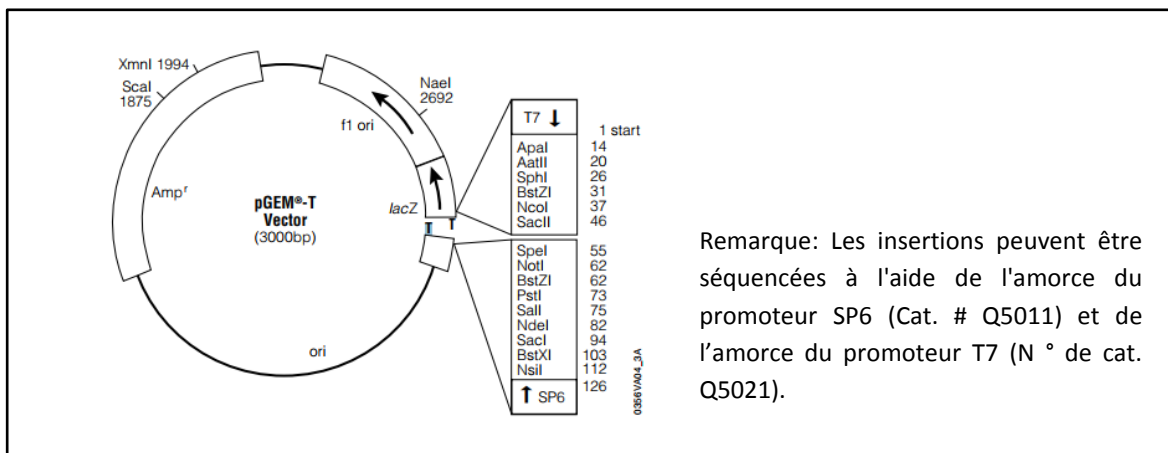 XmnI 1994
ScaI
1875
NaeI
2692
f1 ori
Ampʳ
pGEM®-T
Vector
(3000bp)
lacZ
T T
ori
T7 ↓
1 start
ApaI 14
AatII 20
SphI 26
BstZI 31
NcoI 37
SacII 46
SpeI 55
NotI 62
BstZI 62
PstI 73
SalI 75
NdeI 82
SacI 94
BstXI 103
NsiI 112
↑ SP6
126
0356VA04_3A
Remarque: Les insertions peuvent être
séquencées à l'aide de l'amorce du
promoteur SP6 (Cat. # Q5011) et de
l’amorce du promoteur T7 (N ° de cat.
Q5021).